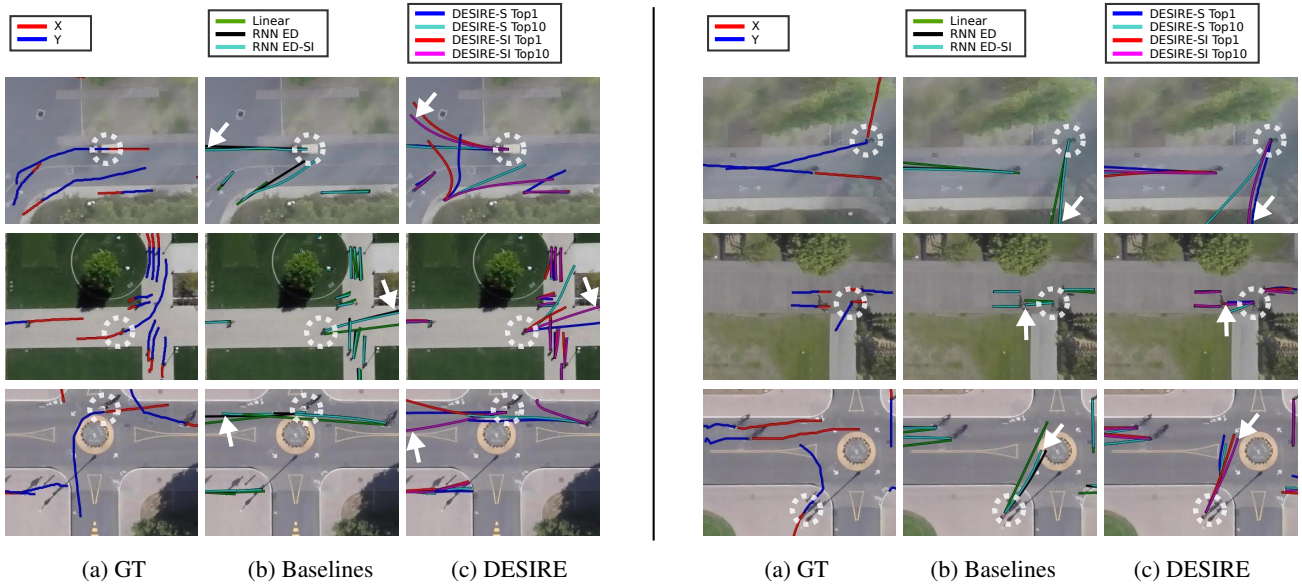 X
Y
Linear
RNN ED
RNN ED-SI
DESIRE-S Top1
DESIRE-S Top10
DESIRE-SI Top1
DESIRE-SI Top10
X
Y
Linear
RNN ED
RNN ED-SI
DESIRE-S Top1
DESIRE-S Top10
DESIRE-SI Top1
DESIRE-SI Top10
(a) GT
(b) Baselines
(c) DESIRE
(a) GT
(b) Baselines
(c) DESIRE